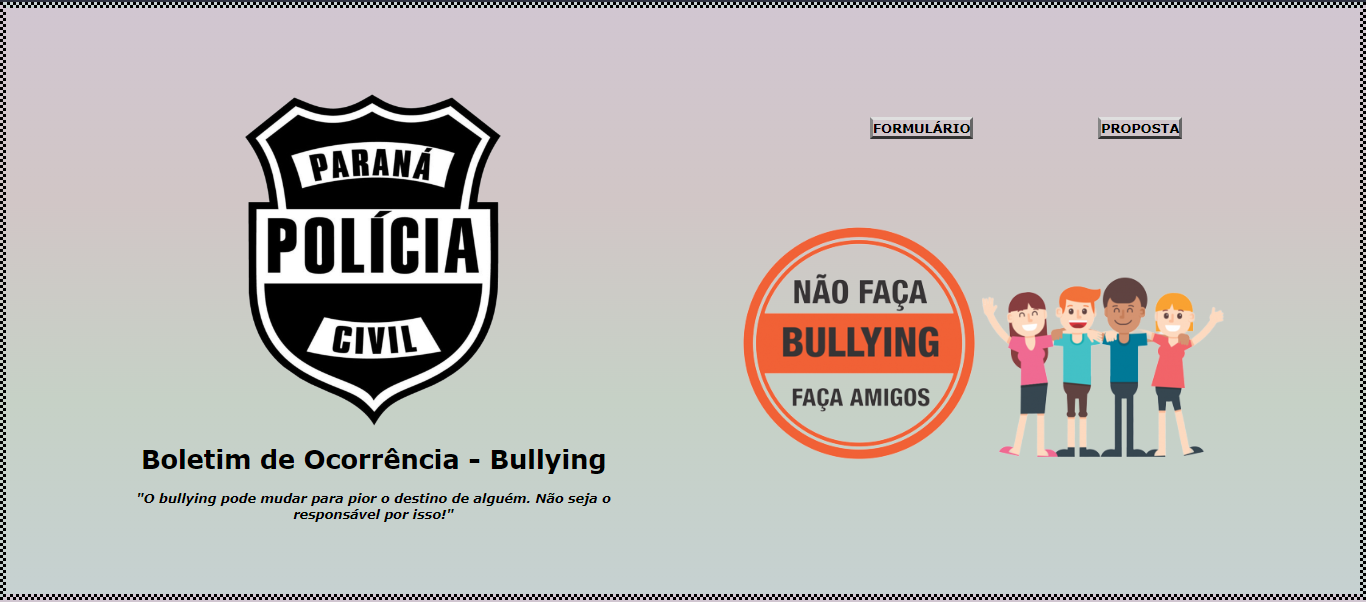 PARANÁ
POLÍCIA
CIVIL
Boletim de Ocorrência - Bullying
"O bullying pode mudar para pior o destino de alguém. Não seja o
responsável por isso!"
FORMULÁRIO
PROPOSTA
NÃO FAÇA
BULLYING
FAÇA AMIGOS